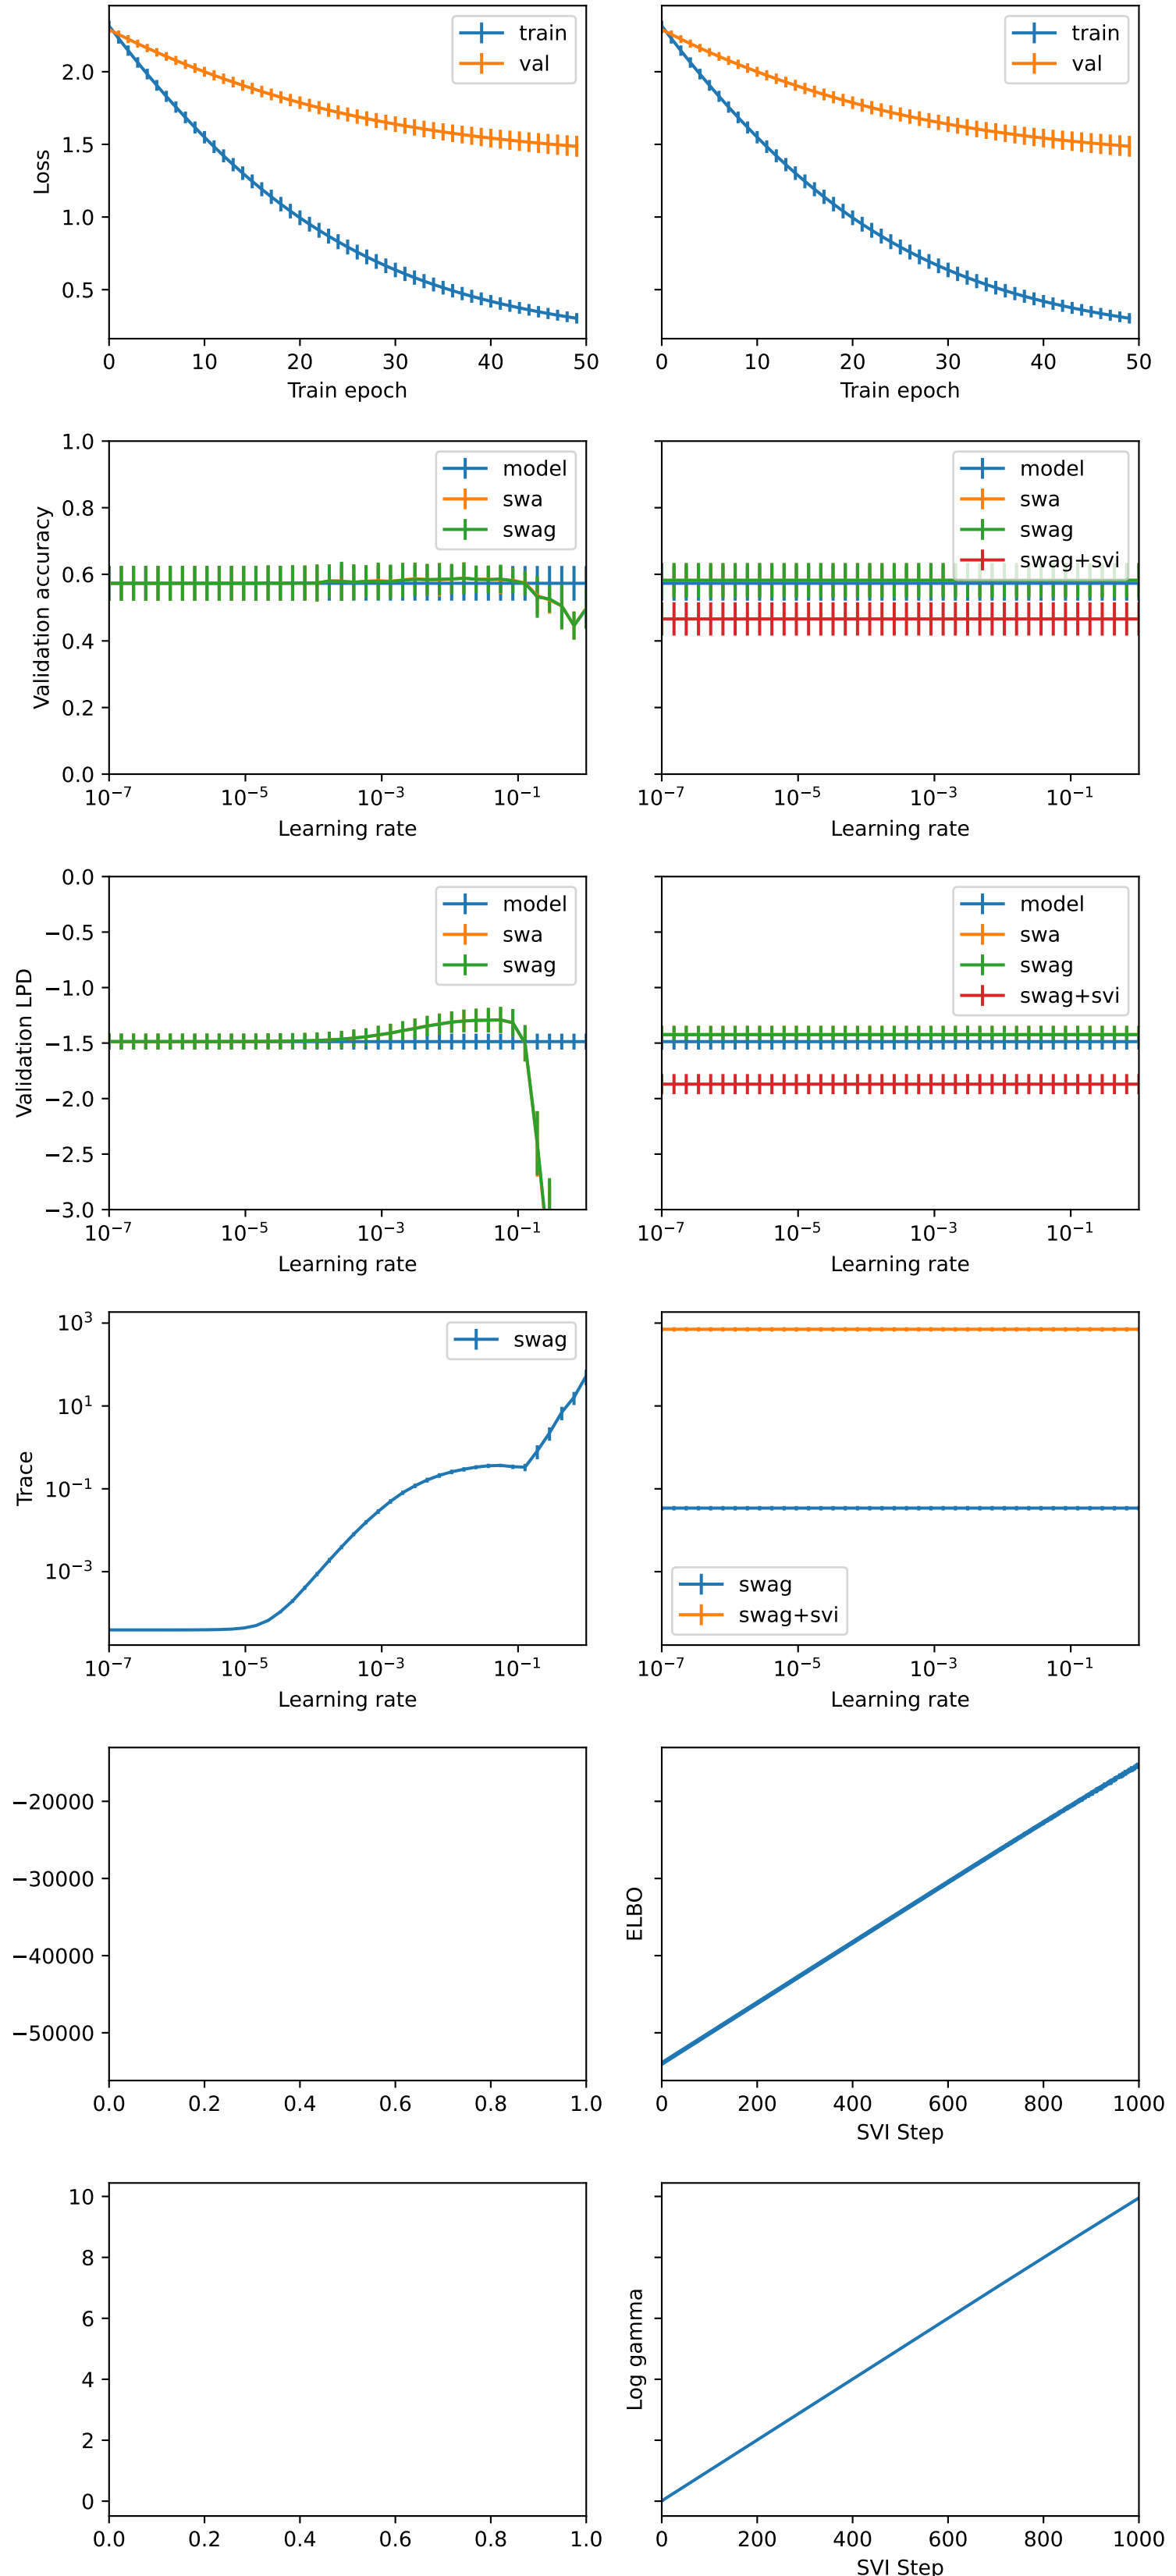 train
val
2.0
1.5
1.0
0.5
Loss
0 10 20 30 40 50
Train epoch
train
val
0 10 20 30 40 50
Train epoch
1.0
0.8
0.6
0.4
0.2
0.0
Validation accuracy
model
swa
swag
10⁻⁷ 10⁻⁵ 10⁻³ 10⁻¹
Learning rate
model
swa
swag
swag+svi
10⁻⁷ 10⁻⁵ 10⁻³ 10⁻¹
Learning rate
0.0
−0.5
−1.0
−1.5
−2.0
−2.5
−3.0
Validation LPD
model
swa
swag
10⁻⁷ 10⁻⁵ 10⁻³ 10⁻¹
Learning rate
model
swa
swag
swag+svi
10⁻⁷ 10⁻⁵ 10⁻³ 10⁻¹
Learning rate
10³
10¹
10⁻¹
10⁻³
Trace
swag
10⁻⁷ 10⁻⁵ 10⁻³ 10⁻¹
Learning rate
swag
swag+svi
10⁻⁷ 10⁻⁵ 10⁻³ 10⁻¹
Learning rate
−20000
−30000
−40000
−50000
0.0 0.2 0.4 0.6 0.8 1.0
ELBO
0 200 400 600 800 1000
SVI Step
10
8
6
4
2
0
0.0 0.2 0.4 0.6 0.8 1.0
Log gamma
0 200 400 600 800 1000
SVI Step